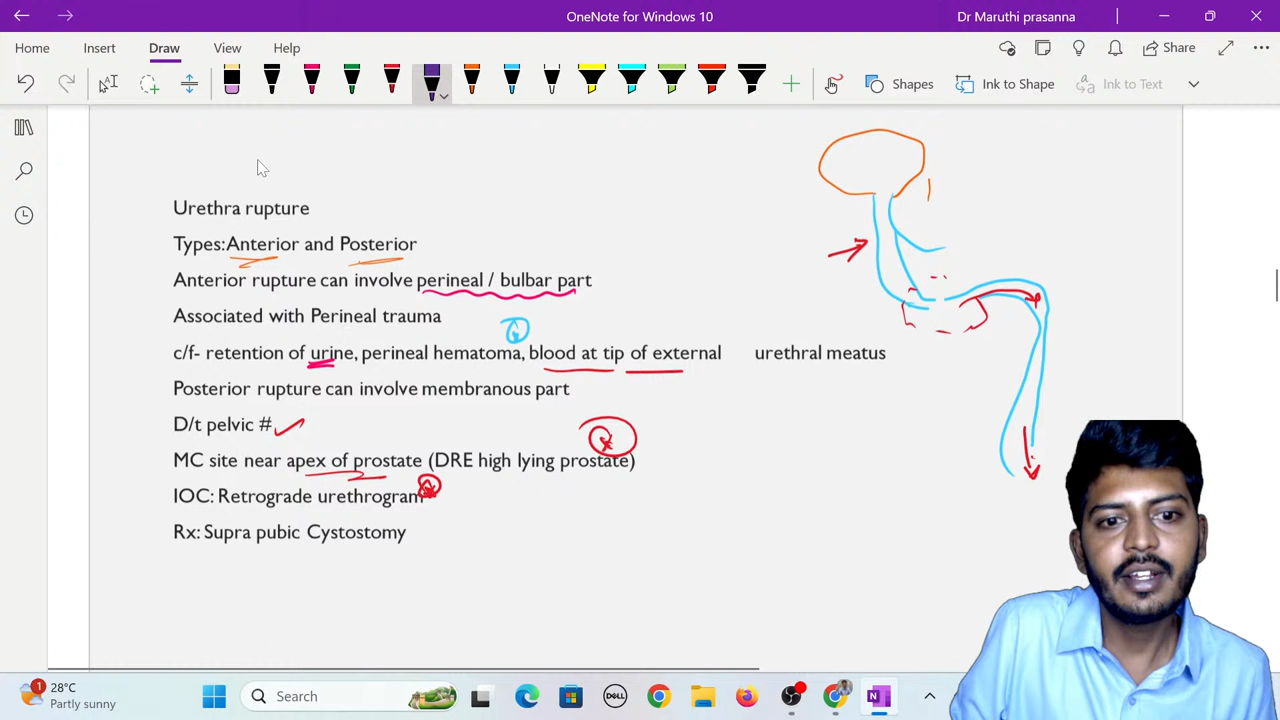 OneNote for Windows 10
Dr Maruthi prasanna
Home Insert Draw View Help
Share
Shapes
Ink to Shape
Ink to Text
Urethra rupture
Types:Anterior and Posterior
Anterior rupture can involve perineal / bulbar part
Associated with Perineal trauma
c/f- retention of urine, perineal hematoma, blood at tip of external urethral meatus
Posterior rupture can involve membranous part
D/t pelvic #
MC site near apex of prostate (DRE high lying prostate)
IOC: Retrograde urethrogram
Rx: Supra pubic Cystostomy
1
28°C
Partly sunny
Search
DELL
N